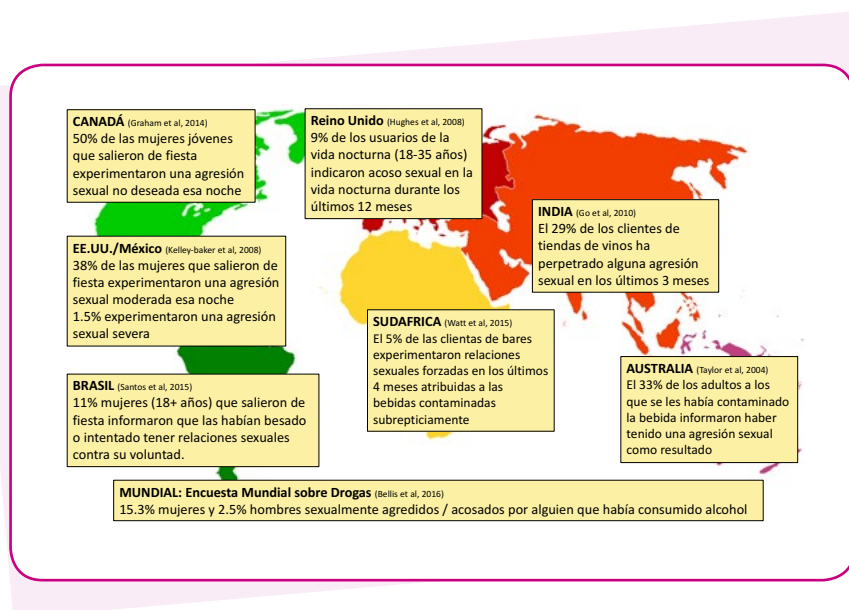 CANADÁ (Graham et al, 2014)
50% de las mujeres jóvenes
que salieron de fiesta
experimentaron una agresión
sexual no deseada esa noche
Reino Unido (Hughes et al, 2008)
9% de los usuarios de la
vida nocturna (18-35 años)
indicaron acoso sexual en la
vida nocturna durante los
últimos 12 meses
INDIA (Go et al, 2010)
El 29% de los clientes de
tiendas de vinos ha
perpetrado alguna agresión
sexual en los últimos 3 meses
EE.UU./México (Kelley-baker et al, 2008)
38% de las mujeres que salieron de
fiesta experimentaron una agresión
sexual moderada esa noche
1.5% experimentaron una agresión
sexual severa
SUDAFRICA (Watt et al, 2015)
El 5% de las clientas de bares
experimentaron relaciones
sexuales forzadas en los últimos
4 meses atribuidas a las
bebidas contaminadas
subrepticiamente
AUSTRALIA (Taylor et al, 2004)
El 33% de los adultos a los
que se les había contaminado
la bebida informaron haber
tenido una agresión sexual
como resultado
BRASIL (Santos et al, 2015)
11% mujeres (18+ años) que salieron de
fiesta informaron que las habían besado
o intentado tener relaciones sexuales
contra su voluntad.
MUNDIAL: Encuesta Mundial sobre Drogas (Bellis et al, 2016)
15.3% mujeres y 2.5% hombres sexualmente agredidos / acosados por alguien que había consumido alcohol